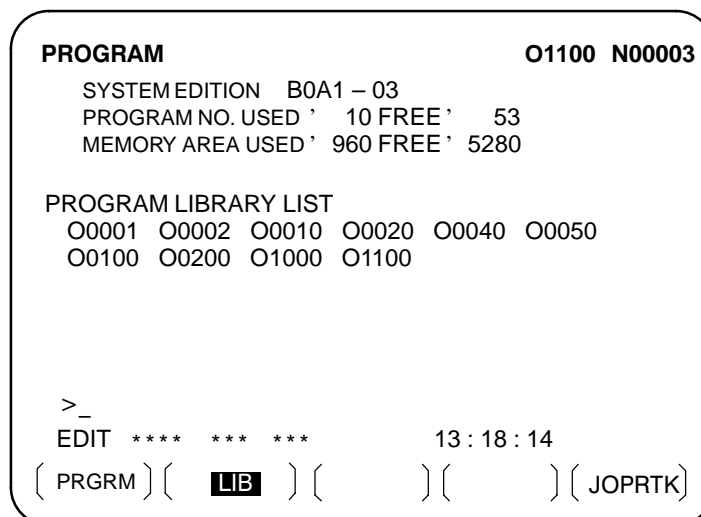 PROGRAM O1100 N00003
SYSTEM EDITION B0A1 – 03
PROGRAM NO. USED ’ 10 FREE ’ 53
MEMORY AREA USED ’ 960 FREE ’ 5280
PROGRAM LIBRARY LIST
O0001 O0002 O0010 O0020 O0040 O0050
O0100 O0200 O1000 O1100
>_
EDIT **** *** *** 13 : 18 : 14
PRGRM LIB JOPRTK